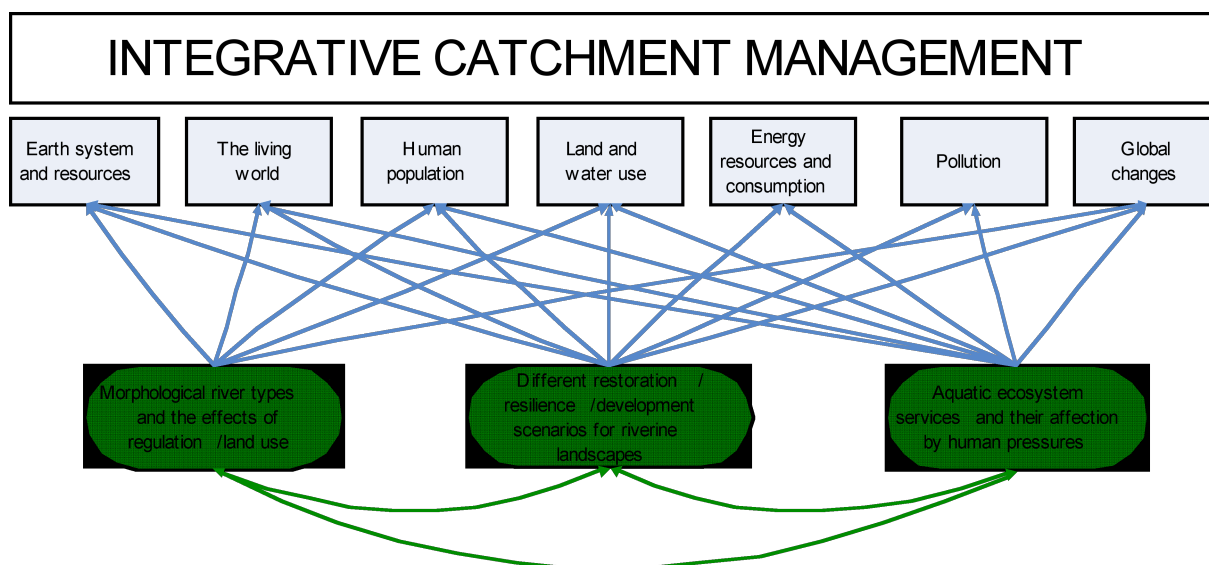 INTEGRATIVE CATCHMENT MANAGEMENT
Earth system
and resources
The living
world
Human
population
Land and
water use
Energy
resources and
consumption
Pollution
Global
changes
Morphological river types
and the effects of
regulation /land use
Different restoration /
resilience /development
scenarios for riverine
landscapes
Aquatic ecosystem
services and their affection
by human pressures